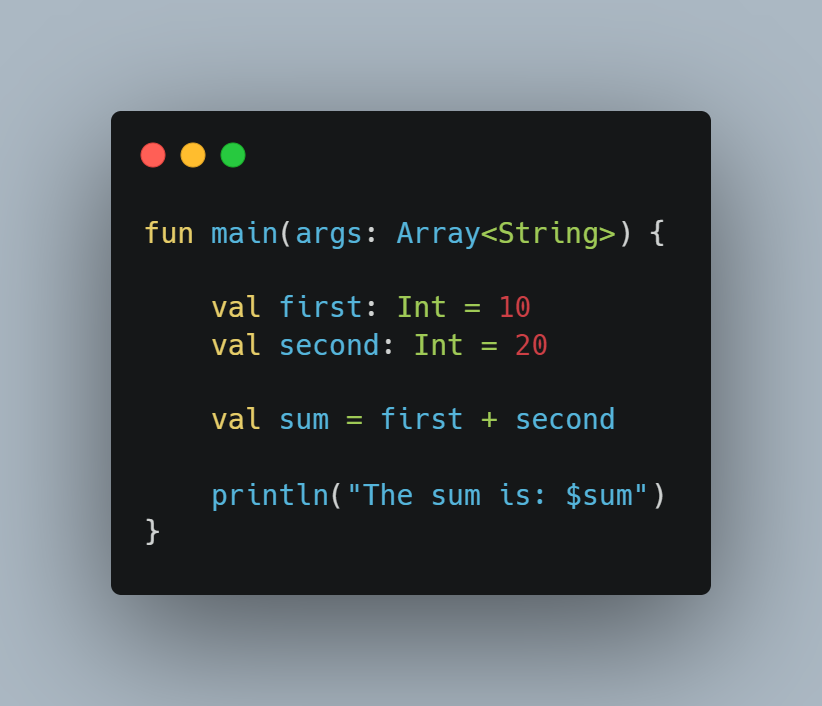 fun main(args: Array<String>) {
    val first: Int = 10
    val second: Int = 20
    val sum = first + second
    println("The sum is: $sum")
}